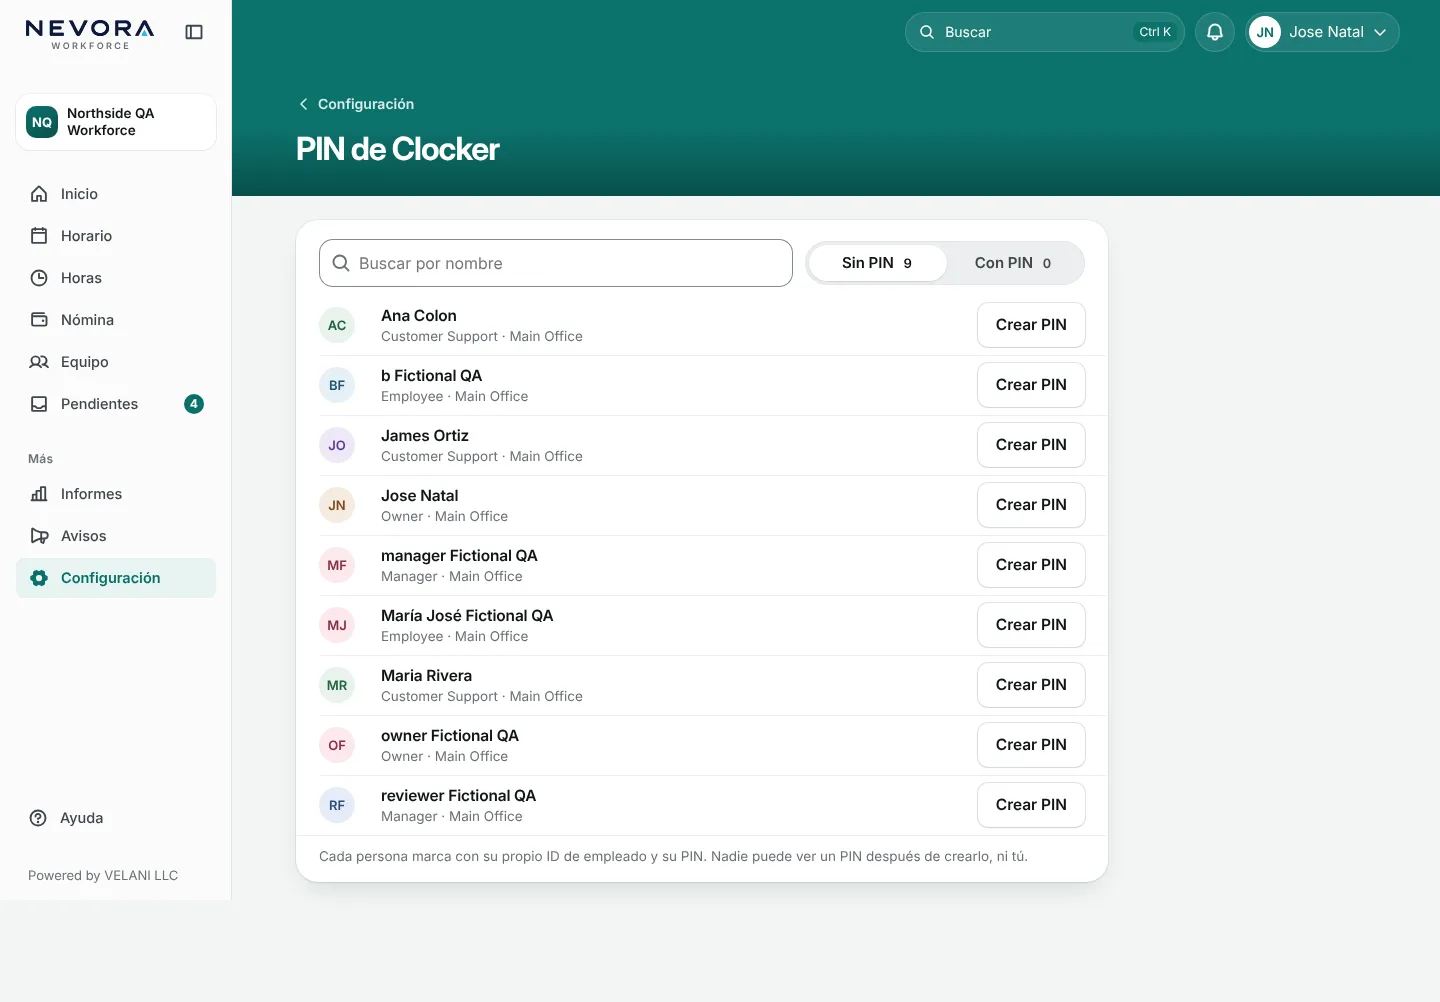 NEVORA
WORKFORCE
Buscar
Ctrl K
JN
Jose Natal
NQ
Northside QA
Workforce
Configuración
PIN de Clocker
Inicio
Horario
Horas
Nómina
Equipo
Pendientes
4
Más
Informes
Avisos
Configuración
Ayuda
Powered by VELANI LLC
Buscar por nombre
Sin PIN 9
Con PIN 0
AC
Ana Colon
Customer Support · Main Office
Crear PIN
BF
b Fictional QA
Employee · Main Office
Crear PIN
JO
James Ortiz
Customer Support · Main Office
Crear PIN
JN
Jose Natal
Owner · Main Office
Crear PIN
MF
manager Fictional QA
Manager · Main Office
Crear PIN
MJ
María José Fictional QA
Employee · Main Office
Crear PIN
MR
Maria Rivera
Customer Support · Main Office
Crear PIN
OF
owner Fictional QA
Owner · Main Office
Crear PIN
RF
reviewer Fictional QA
Manager · Main Office
Crear PIN
Cada persona marca con su propio ID de empleado y su PIN. Nadie puede ver un PIN después de crearlo, ni tú.